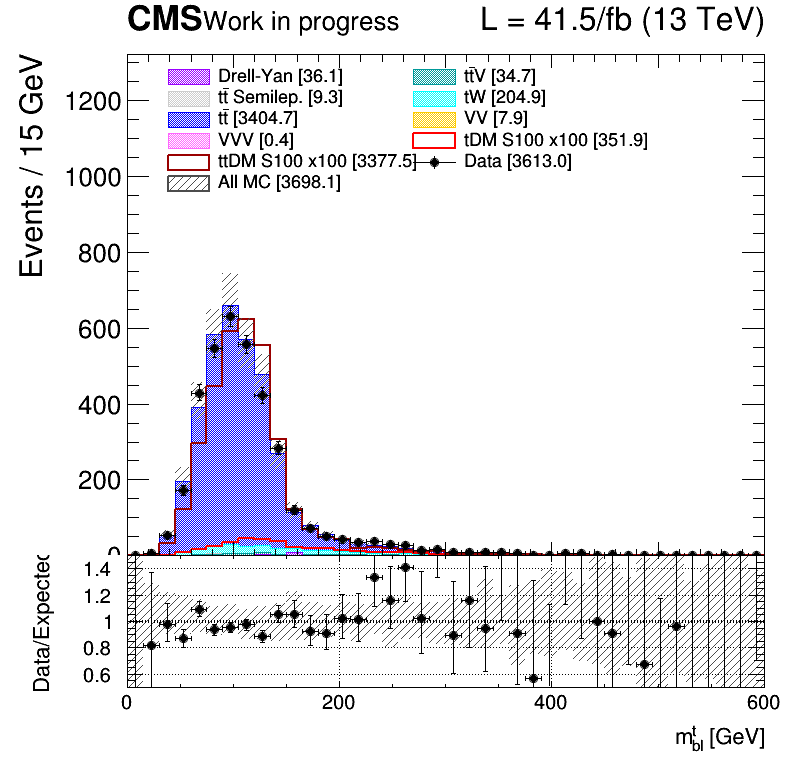 CMS Work in progress L = 41.5/fb (13 TeV)
Events / 15 GeV
Drell-Yan [36.1] tt̄V [34.7]
tt̄ Semilep. [9.3] tW [204.9]
tt̄ [3404.7] VV [7.9]
VVV [0.4] tDM S100 x100 [351.9]
ttDM S100 x100 [3377.5] Data [3613.0]
All MC [3698.1]
1200
1000
800
600
400
200
0
Data/Expected
1.4
1.2
1
0.8
0.6
0 200 400 600
m_bl^t [GeV]